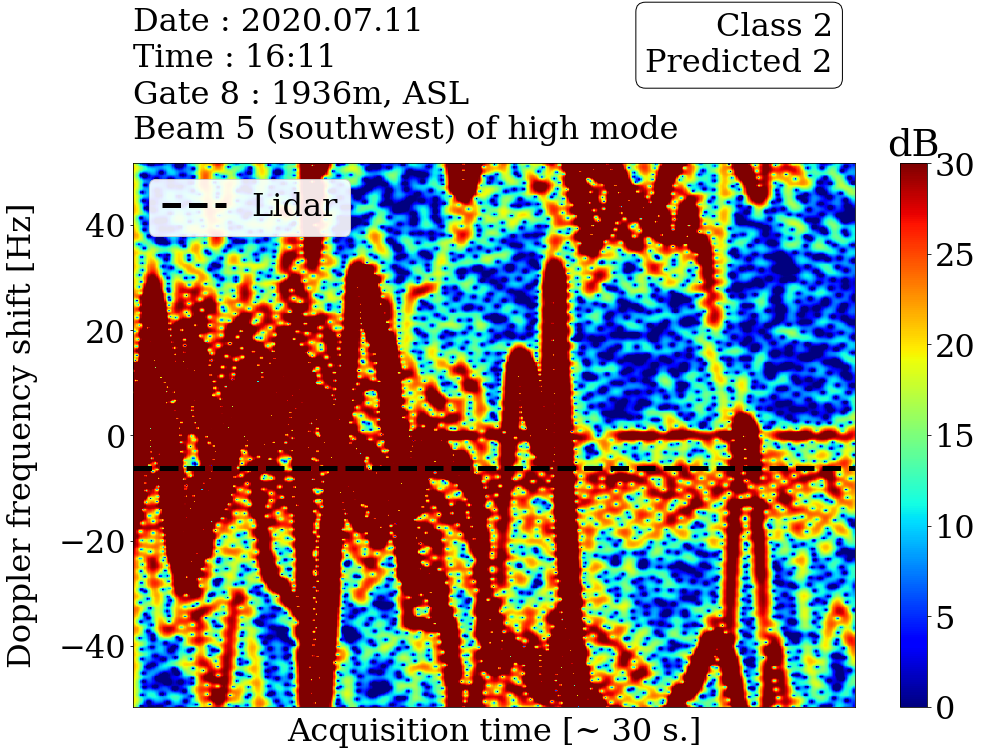 Date : 2020.07.11
Time : 16:11
Gate 8 : 1936m, ASL
Beam 5 (southwest) of high mode
Class 2
Predicted 2
dB
Lidar
Doppler frequency shift [Hz]
40
20
0
−20
−40
Acquisition time [~ 30 s.]
30
25
20
15
10
5
0